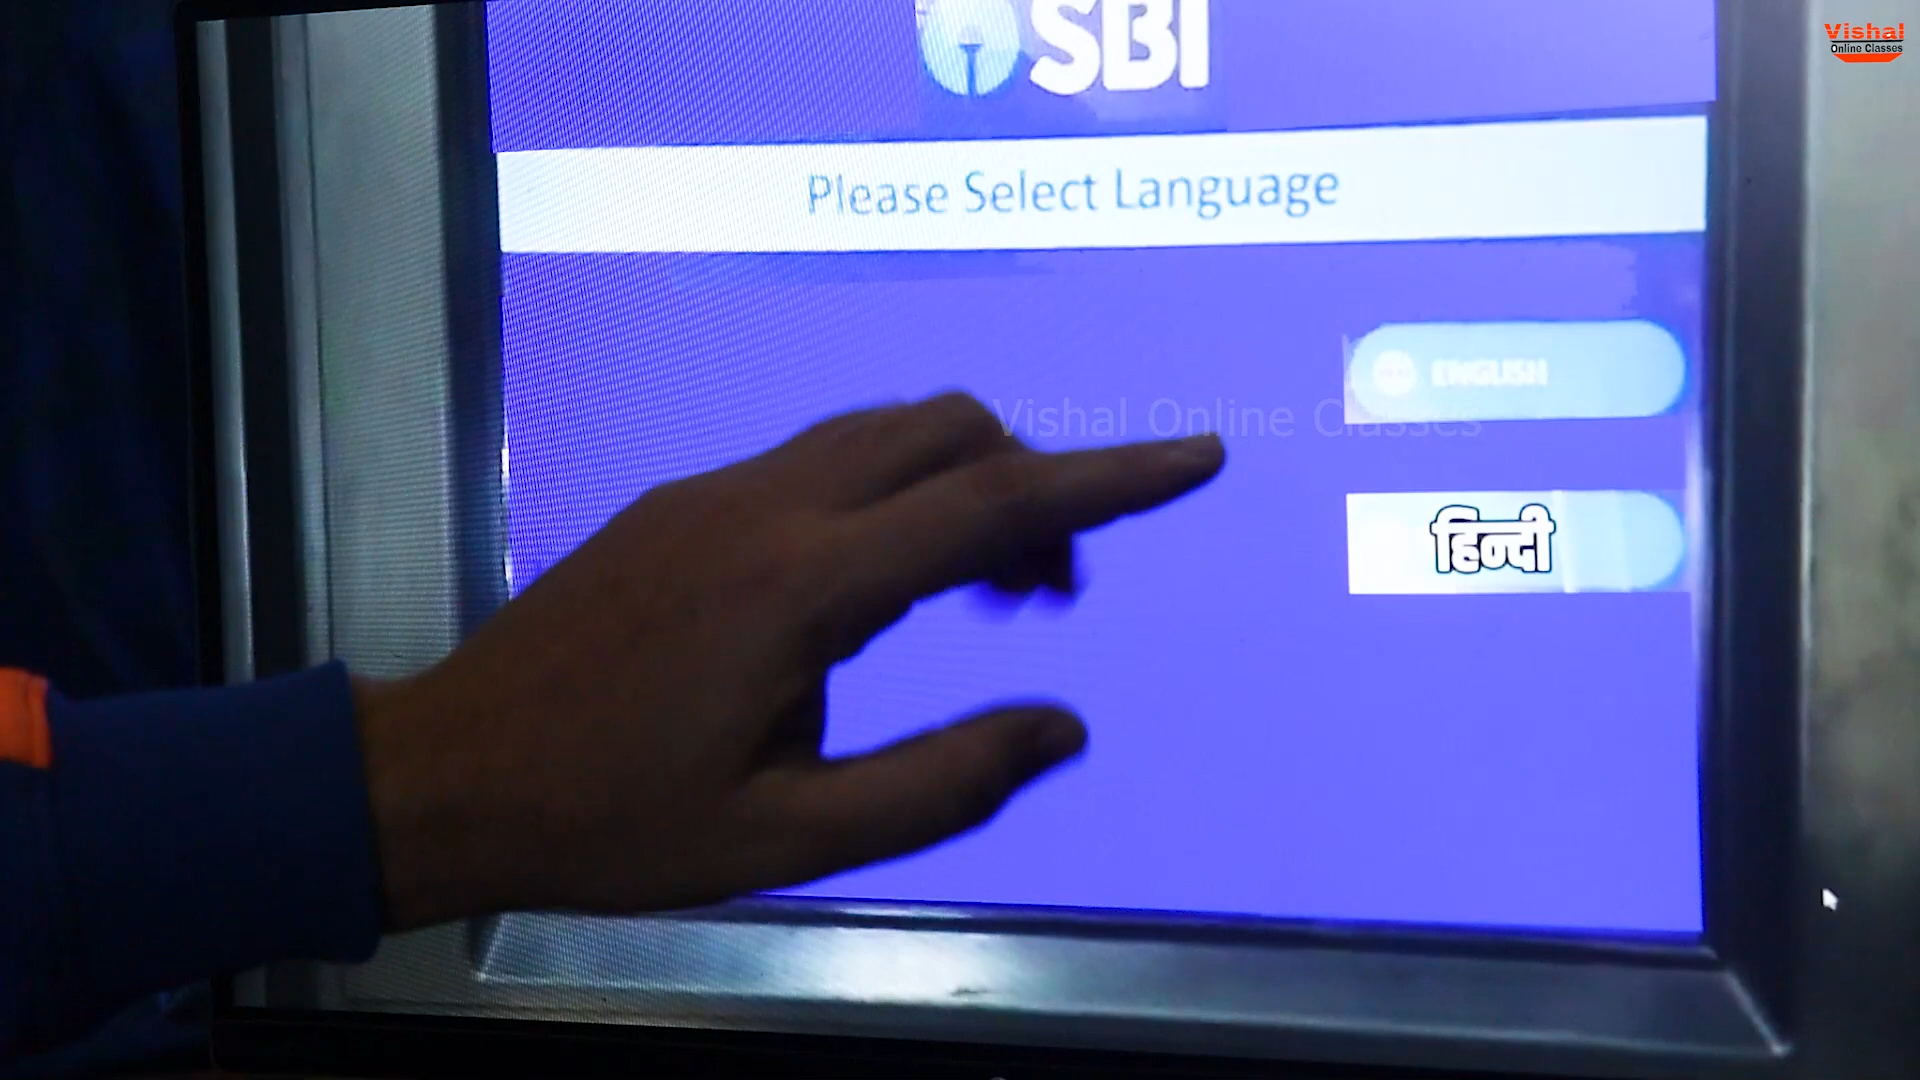 SBI
Vishal
Online Classes
Please Select Language
ENGLISH
Vishal Online Classes
हिन्दी